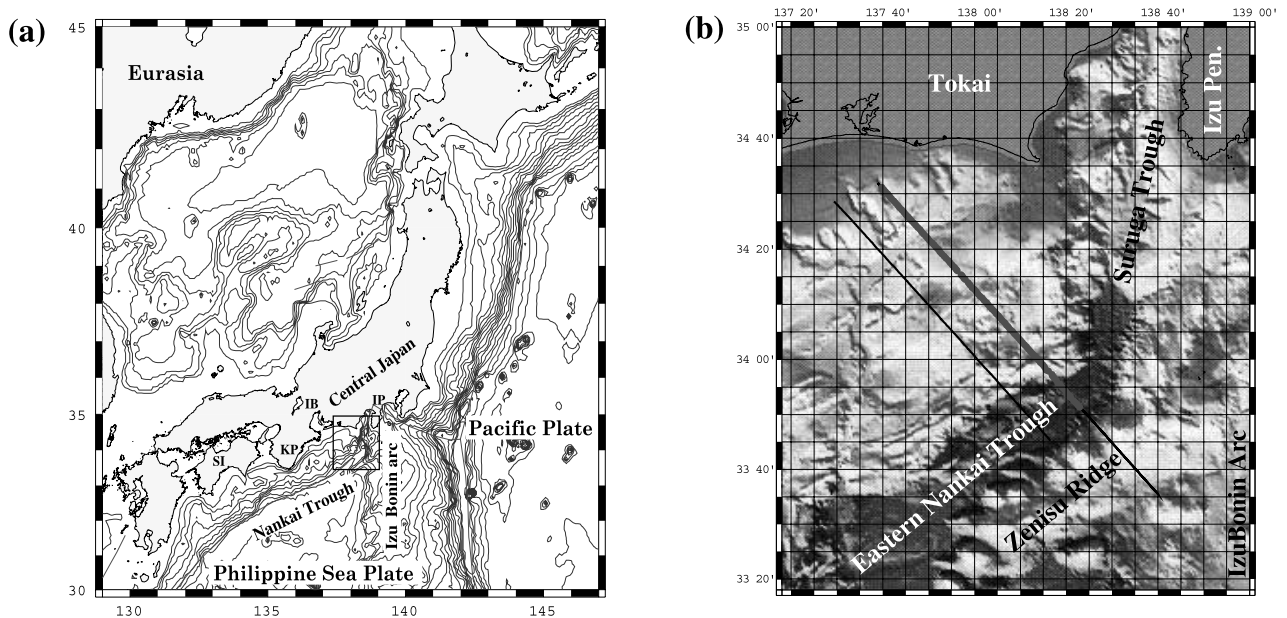 (a)
45
40
35
30
130
135
140
145
Eurasia
Central Japan
IB
IP
KP
SI
Pacific Plate
Nankai Trough
Izu Bonin arc
Philippine Sea Plate
(b)
137 20'
137 40'
138 00'
138 20'
138 40'
139 00'
35 00'
34 40'
34 20'
34 00'
33 40'
33 20'
Tokai
Izu Pen.
Suruga Trough
Eastern Nankai Trough
Zenisu Ridge
IzuBonin Arc